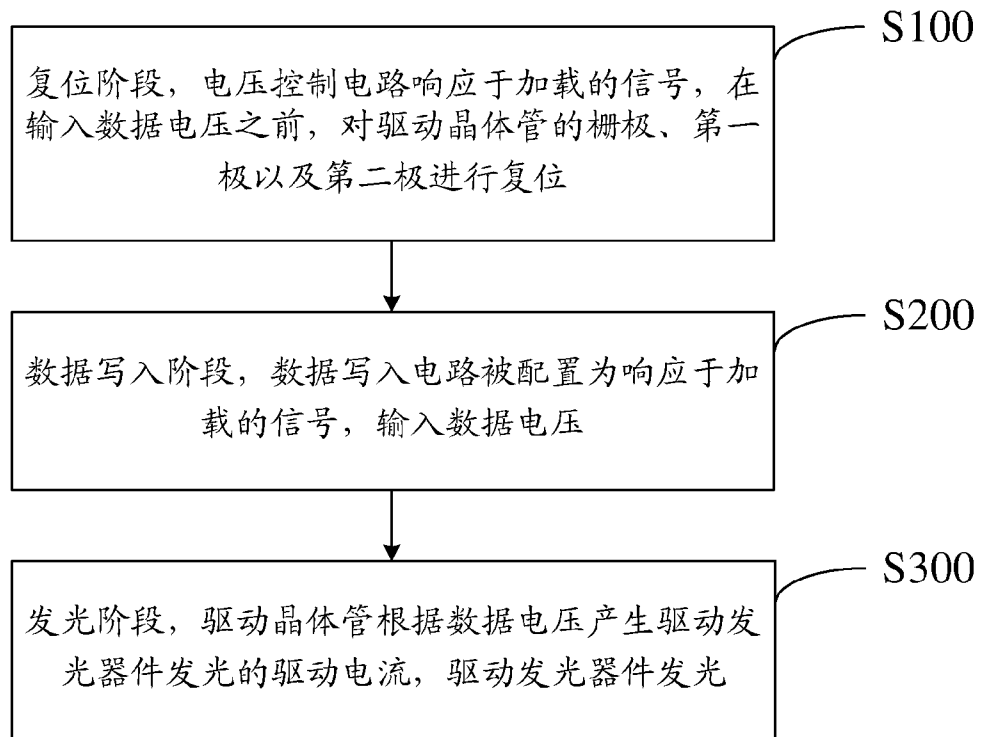 S100
复位阶段，电压控制电路响应于加载的信号，在
输入数据电压之前，对驱动晶体管的栅极、第一
极以及第二极进行复位
S200
数据写入阶段，数据写入电路被配置为响应于加
载的信号，输入数据电压
S300
发光阶段，驱动晶体管根据数据电压产生驱动发
光器件发光的驱动电流，驱动发光器件发光